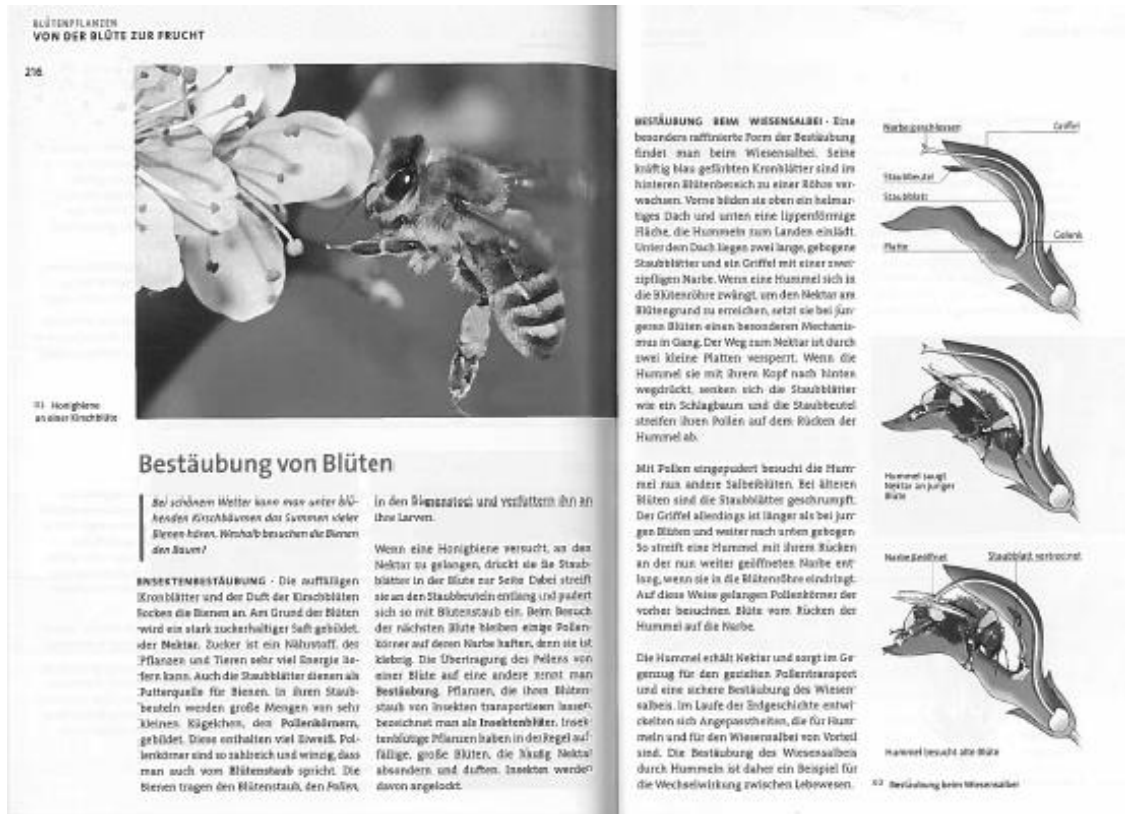 BLÜTENPFLANZEN
VON DER BLÜTE ZUR FRUCHT
216
01 Honigbiene
an einer Kirschblüte
Bestäubung von Blüten
Bei schönem Wetter kann man unter blü-
henden Kirschbäumen das Summen vieler
Bienen hören. Weshalb besuchen die Bienen
den Baum?
INSEKTENBESTÄUBUNG · Die auffälligen
Kronblätter und der Duft der Kirschblüten
locken die Bienen an. Am Grund der Blüten
wird ein stark zuckerhaltiger Saft gebildet,
der Nektar. Zucker ist ein Nährstoff, der
Pflanzen und Tieren sehr viel Energie lie-
fern kann. Auch die Staubblätter dienen als
Futterquelle für Bienen. In ihren Staub-
beuteln werden große Mengen von sehr
kleinen Kügelchen, den Pollenkörnern,
gebildet. Diese enthalten viel Eiweiß. Pol-
lenkörner sind so zahlreich und winzig, dass
man auch vom Blütenstaub spricht. Die
Bienen tragen den Blütenstaub, den Pollen,
in den Bienenstock und verfüttern ihn an
ihre Larven.
Wenn eine Honigbiene versucht, an den
Nektar zu gelangen, drückt sie die Staub-
blätter in der Blüte zur Seite. Dabei streift
sie an den Staubbeuteln entlang und pudert
sich so mit Blütenstaub ein. Beim Besuch
der nächsten Blüte bleiben einige Pollen-
körner auf deren Narbe haften, denn sie ist
klebrig. Die Übertragung des Pollens von
einer Blüte auf eine andere nennt man
Bestäubung. Pflanzen, die ihren Blüten-
staub von Insekten transportieren lassen,
bezeichnet man als Insektenblüter. Insek-
tenblütige Pflanzen haben in der Regel auf-
fällige, große Blüten, die häufig Nektar
absondern und duften. Insekten werden
davon angelockt.
BESTÄUBUNG BEIM WIESENSALBEI · Eine
besonders raffinierte Form der Bestäubung
findet man beim Wiesensalbei. Seine
kräftig blau gefärbten Kronblätter sind im
hinteren Blütenbereich zu einer Röhre ver-
wachsen. Vorne bilden sie oben ein helmar-
tiges Dach und unten eine lippenförmige
Fläche, die Hummeln zum Landen einlädt.
Unter dem Dach liegen zwei lange, gebogene
Staubblätter und ein Griffel mit einer zwei-
zipfligen Narbe. Wenn eine Hummel sich in
die Blütenröhre zwängt, um den Nektar am
Blütengrund zu erreichen, setzt sie bei jün-
geren Blüten einen besonderen Mechanis-
mus in Gang. Der Weg zum Nektar ist durch
zwei kleine Platten versperrt. Wenn die
Hummel sie mit ihrem Kopf nach hinten
wegdrückt, senken sich die Staubblätter
wie ein Schlagbaum und die Staubbeutel
streifen ihren Pollen auf dem Rücken der
Hummel ab.
Mit Pollen eingepudert besucht die Hum-
mel nun andere Salbeiblüten. Bei älteren
Blüten sind die Staubblätter geschrumpft.
Der Griffel allerdings ist länger als bei jun-
gen Blüten und weiter nach unten gebogen.
So streift eine Hummel mit ihrem Rücken
an der nun weiter geöffneten Narbe ent-
lang, wenn sie in die Blütenröhre eindringt.
Auf diese Weise gelangen Pollenkörner der
vorher besuchten Blüte vom Rücken der
Hummel auf die Narbe.
Die Hummel erhält Nektar und sorgt im Ge-
genzug für den gezielten Pollentransport
und eine sichere Bestäubung des Wiesen-
salbeis. Im Laufe der Erdgeschichte entwi-
ckelten sich Angepasstheiten, die für Hum-
meln und für den Wiesensalbei von Vorteil
sind. Die Bestäubung des Wiesensalbeis
durch Hummeln ist daher ein Beispiel für
die Wechselwirkung zwischen Lebewesen.
Narbe geschlossen
Griffel
Staubbeutel
Staubblatt
Gelenk
Platte
Hummel saugt
Nektar an junger
Blüte
Narbe geöffnet
Staubblatt vertrocknet
Hummel besucht alte Blüte
02 Bestäubung beim Wiesensalbei